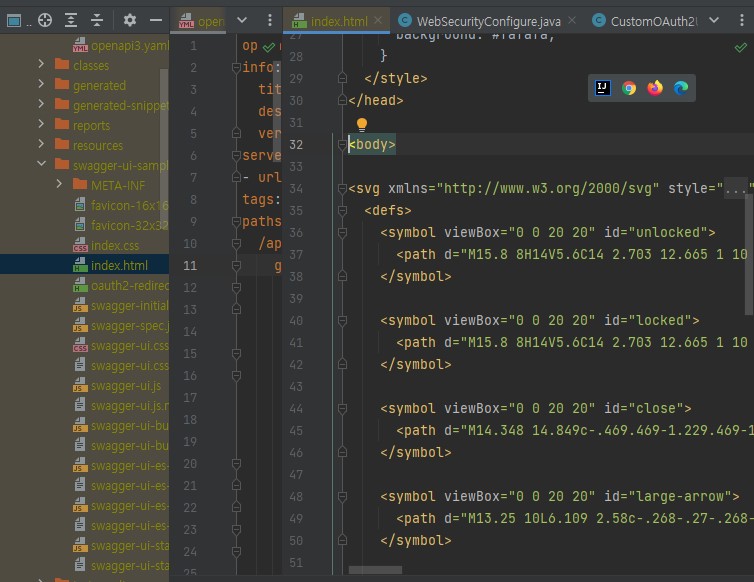 openapi3.yaml
classes
generated
generated-snippet
reports
resources
swagger-ui-sampl
META-INF
favicon-16x16
favicon-32x32
index.css
index.html
oauth2-redirec
swagger-initial
swagger-spec.j
swagger-ui.css
swagger-ui.css
swagger-ui.js
swagger-ui.js.m
swagger-ui-bu
swagger-ui-bu
swagger-ui-es-
swagger-ui-es-
swagger-ui-es-
swagger-ui-es-
swagger-ui-sta
swagger-ui-sta
open
1 op
2 info:
3 tit
4 des
5 ver
6 serve
7 - url
8 tags:
9 paths
10 /ap
11 g
12
13
14
15
16
17
18
19
20
21
22
23
24
25
index.html
WebSecurityConfigure.java
CustomOAuth2U
27 background: #fafafa;
28 }
29 </style>
30 </head>
31
32 <body>
33
34 <svg xmlns="http://www.w3.org/2000/svg" style="..."
35 <defs>
36 <symbol viewBox="0 0 20 20" id="unlocked">
37 <path d="M15.8 8H14V5.6C14 2.703 12.665 1 10
38 </symbol>
39
40 <symbol viewBox="0 0 20 20" id="locked">
41 <path d="M15.8 8H14V5.6C14 2.703 12.665 1 10
42 </symbol>
43
44 <symbol viewBox="0 0 20 20" id="close">
45 <path d="M14.348 14.849c-.469.469-1.229.469-1
46 </symbol>
47
48 <symbol viewBox="0 0 20 20" id="large-arrow">
49 <path d="M13.25 10L6.109 2.58c-.268-.27-.268-
50 </symbol>
51